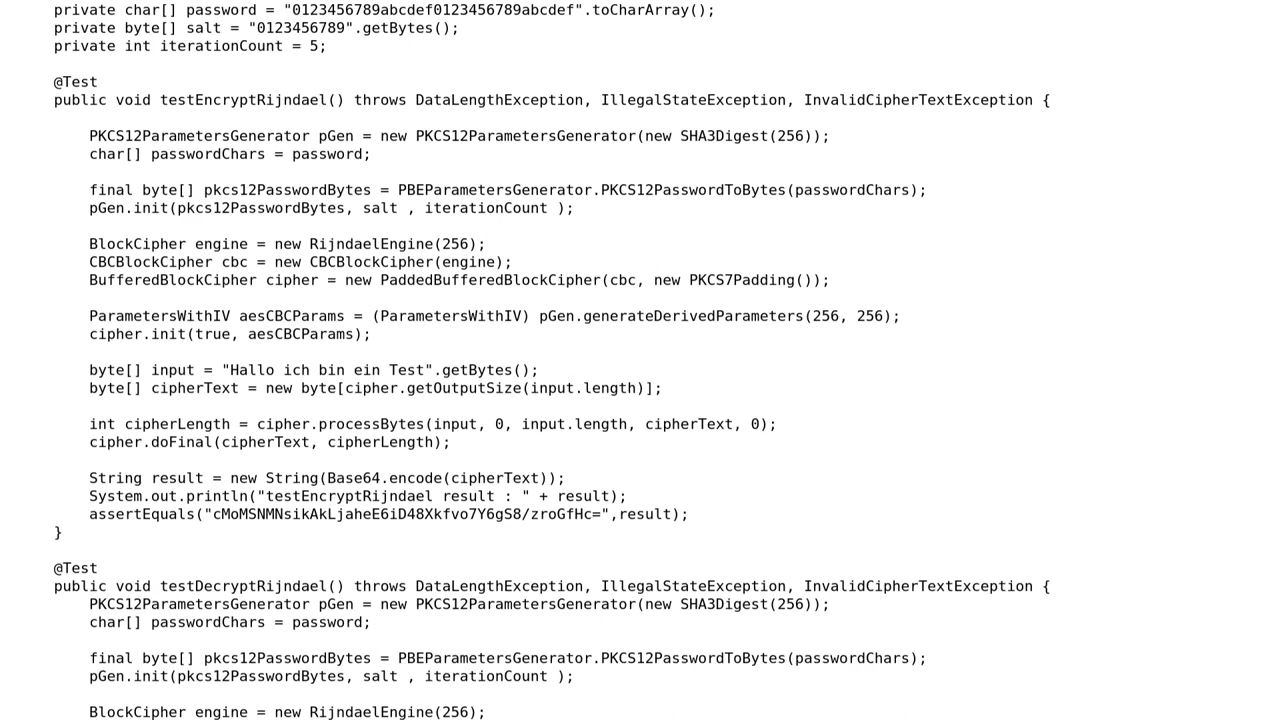 private char[] password = "0123456789abcdef0123456789abcdef".toCharArray();
private byte[] salt = "0123456789".getBytes();
private int iterationCount = 5;
@Test
public void testEncryptRijndael() throws DataLengthException, IllegalStateException, InvalidCipherTextException {
PKCS12ParametersGenerator pGen = new PKCS12ParametersGenerator(new SHA3Digest(256));
char[] passwordChars = password;
final byte[] pkcs12PasswordBytes = PBEParametersGenerator.PKCS12PasswordToBytes(passwordChars);
pGen.init(pkcs12PasswordBytes, salt , iterationCount );
BlockCipher engine = new RijndaelEngine(256);
CBCBlockCipher cbc = new CBCBlockCipher(engine);
BufferedBlockCipher cipher = new PaddedBufferedBlockCipher(cbc, new PKCS7Padding());
ParametersWithIV aesCBCParams = (ParametersWithIV) pGen.generateDerivedParameters(256, 256);
cipher.init(true, aesCBCParams);
byte[] input = "Hallo ich bin ein Test".getBytes();
byte[] cipherText = new byte[cipher.getOutputSize(input.length)];
int cipherLength = cipher.processBytes(input, 0, input.length, cipherText, 0);
cipher.doFinal(cipherText, cipherLength);
String result = new String(Base64.encode(cipherText));
System.out.println("testEncryptRijndael result : " + result);
assertEquals("cMoMSNMNsikAkLjaheE6iD48Xkfvo7Y6gS8/zroGfHc=",result);
}
@Test
public void testDecryptRijndael() throws DataLengthException, IllegalStateException, InvalidCipherTextException {
PKCS12ParametersGenerator pGen = new PKCS12ParametersGenerator(new SHA3Digest(256));
char[] passwordChars = password;
final byte[] pkcs12PasswordBytes = PBEParametersGenerator.PKCS12PasswordToBytes(passwordChars);
pGen.init(pkcs12PasswordBytes, salt , iterationCount );
BlockCipher engine = new RijndaelEngine(256);